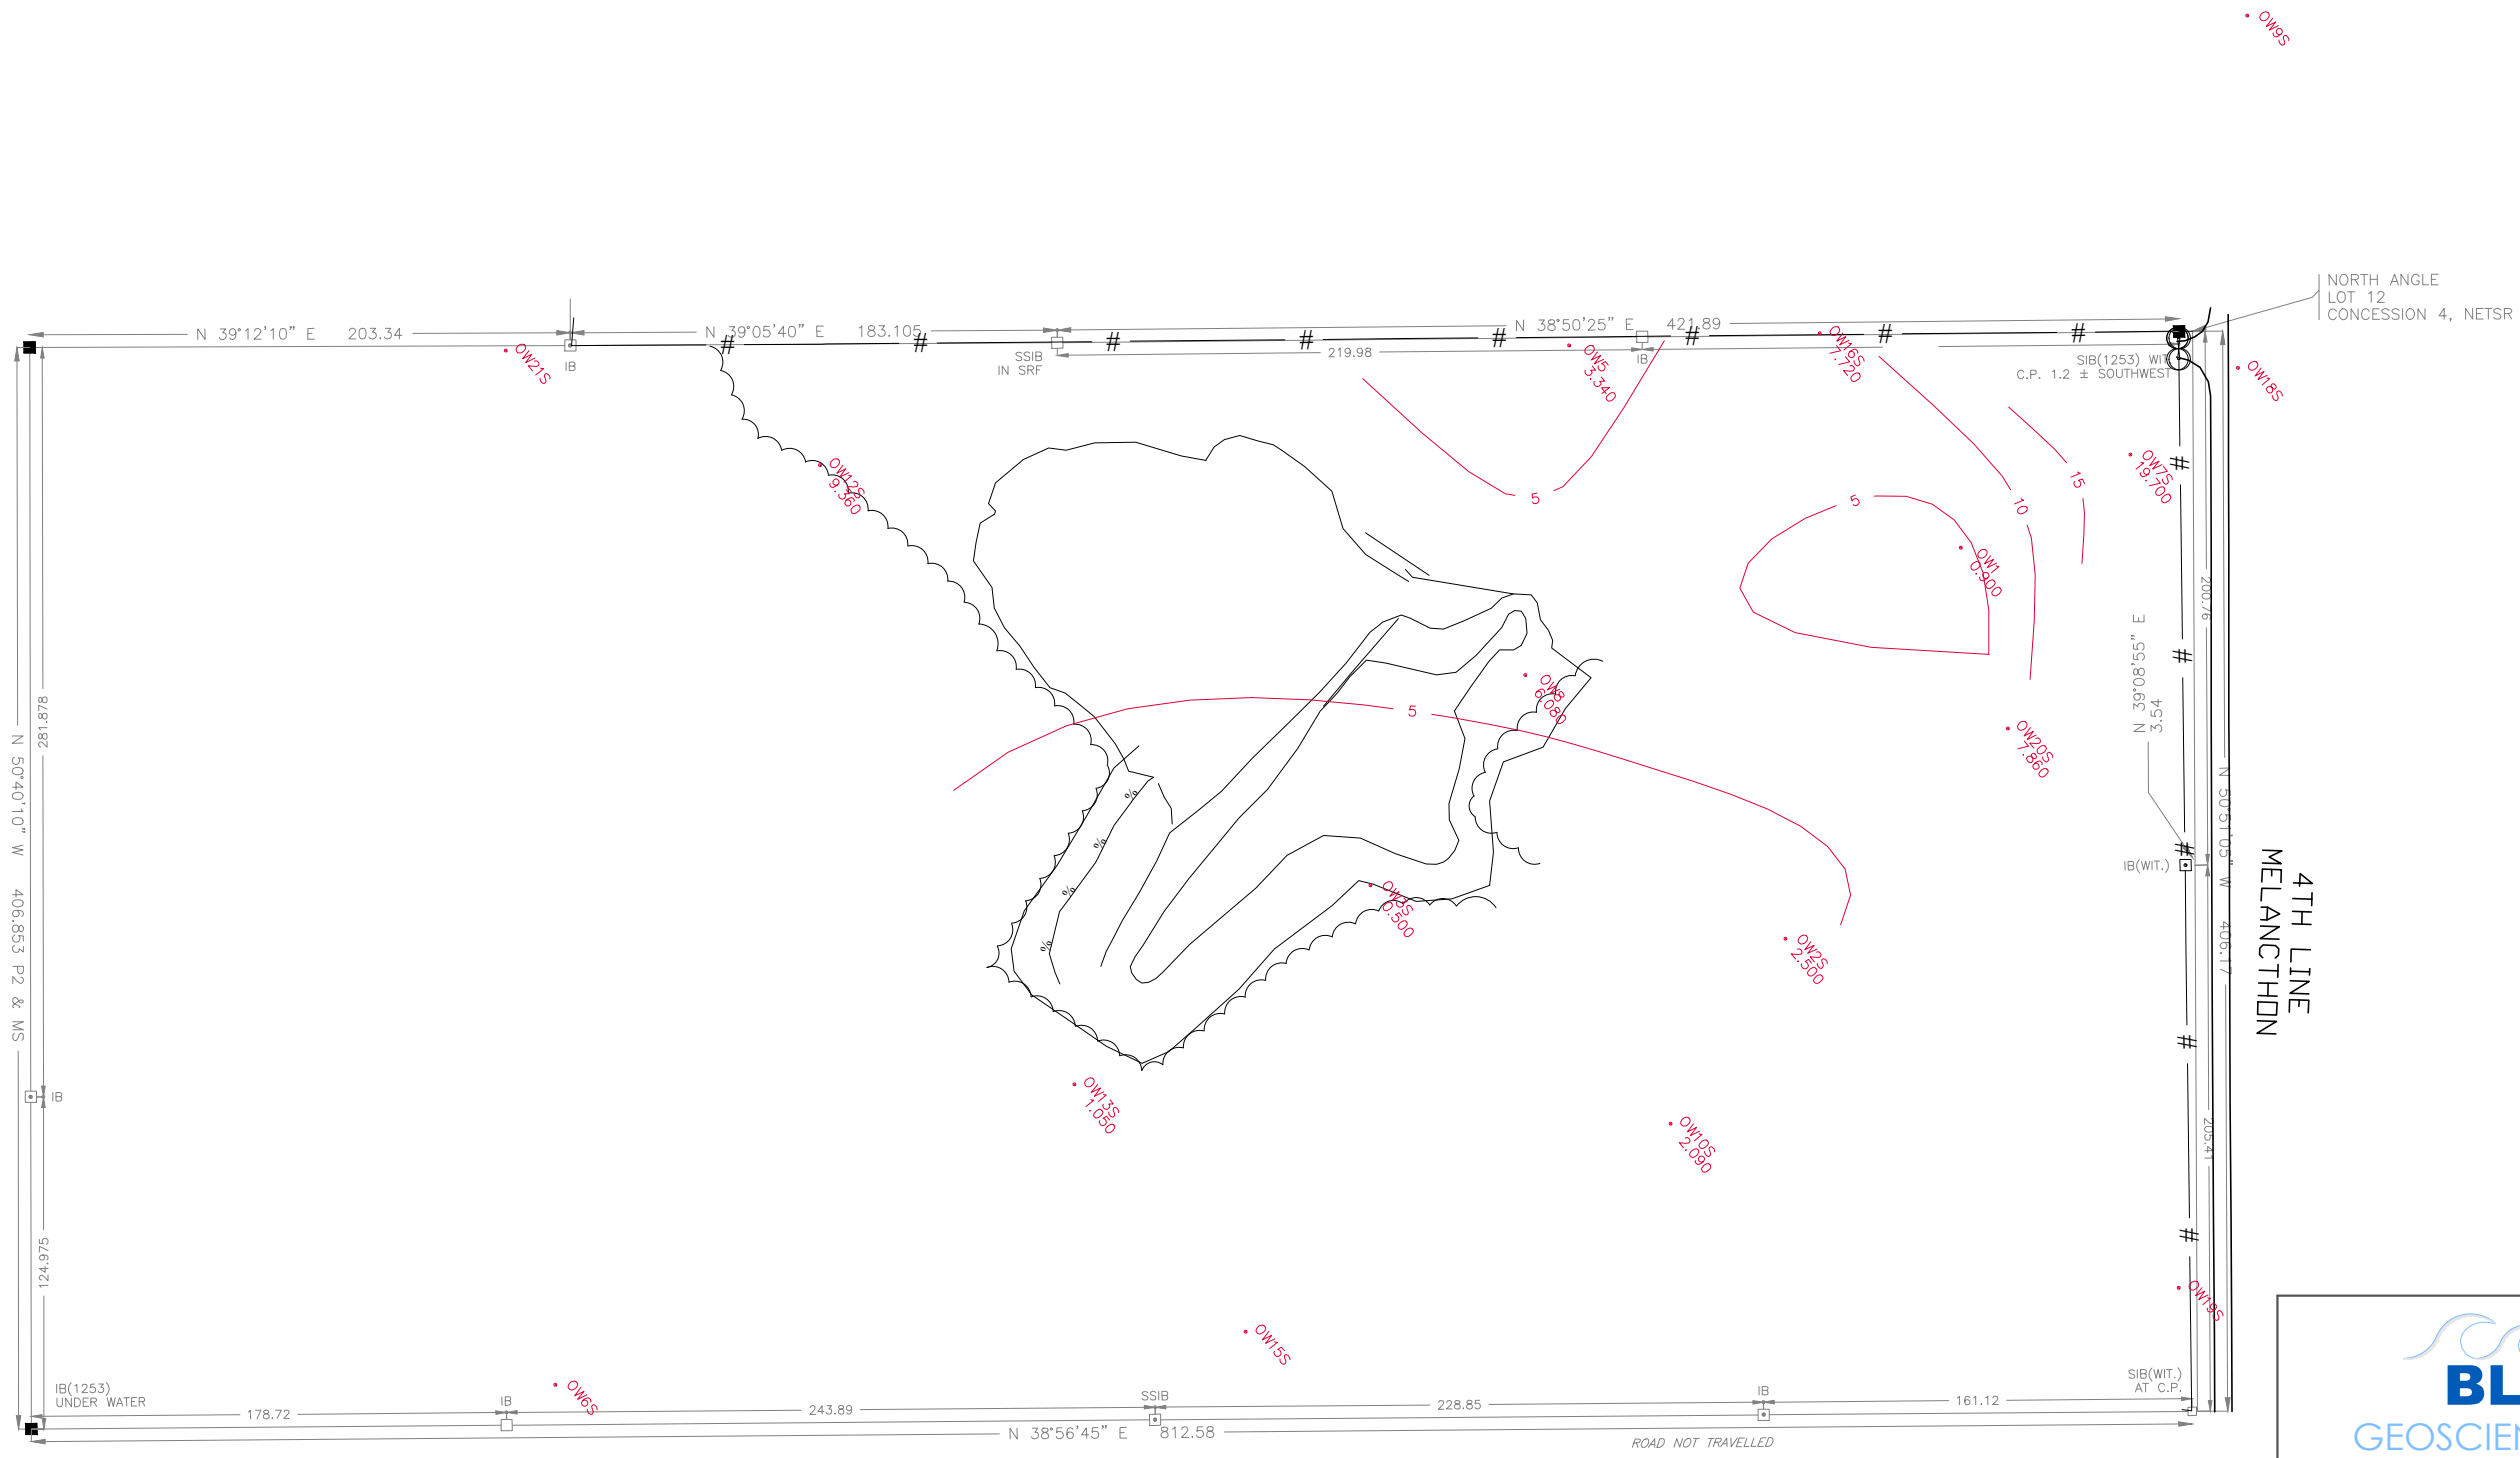 OW9S
NORTH ANGLE
LOT 12
CONCESSION 4, NETSR
N 39°12'10" E 203.34
N 39°05'40" E 183.105
N 38°50'25" E 421.89
219.98
SSIB
IN SRF
IB
IB
SIB(1253) WIT
C.P. 1.2 ± SOUTHWEST
OW21S
OW5
3.340
OW16S
7.720
OW18S
OW12S
9.360
OW7S
19.700
5
5
10
15
OW1
0.900
200.76
N 39°08'55" E
3.54
OW8
6.080
5
OW20S
7.860
281.878
N 50°40'10" W 406.853 P2 & MS
N 50°51'05" W 406.17
IB(WIT.)
4TH LINE
MELANCTHON
0.500
OW2S
2.500
OW13S
1.050
OW10S
2.090
IB
205.41
124.975
OW19S
OW15S
OW6S
IB(1253)
UNDER WATER
IB
SSIB
IB
SIB(WIT.)
AT C.P.
178.72
243.89
228.85
161.12
N 38°56'45" E 812.58
ROAD NOT TRAVELLED
BL
GEOSCIEN